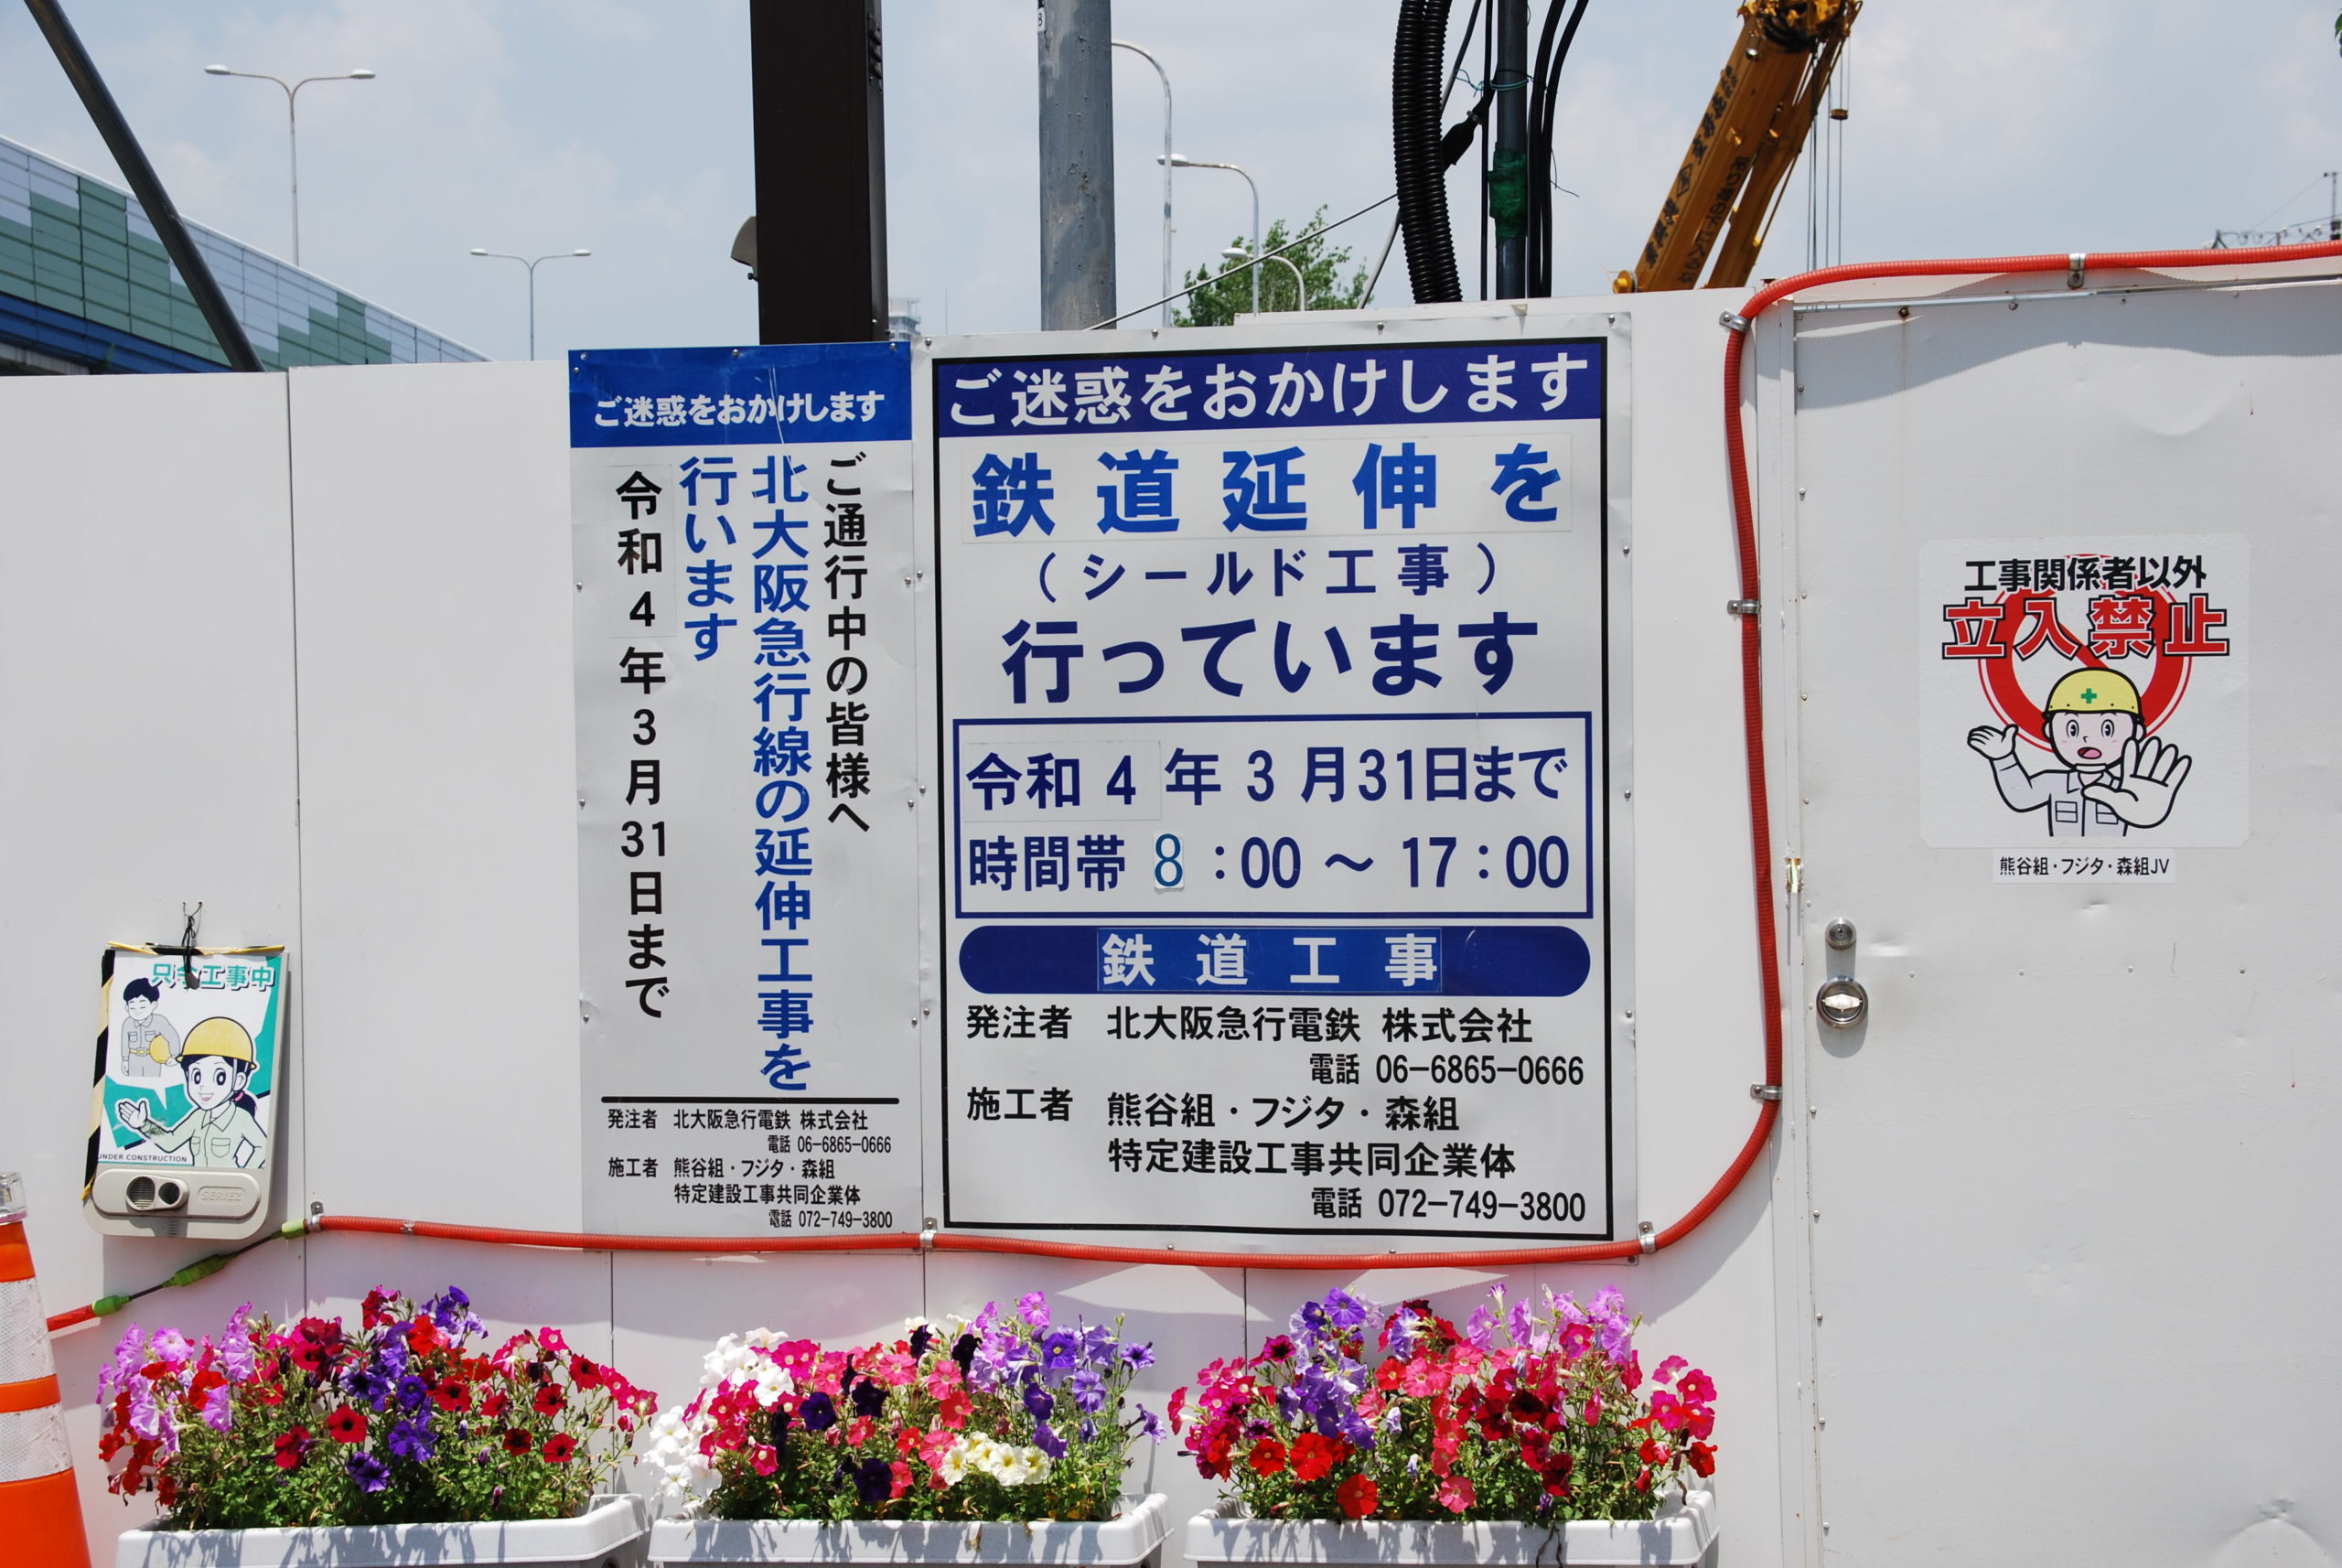 ご迷惑をおかけします
ご通行中の皆様へ
北大阪急行線の延伸工事を
行います
令和4年3月31日まで
発注者 北大阪急行電鉄 株式会社
電話 06-6865-0666
施工者 熊谷組・フジタ・森組
特定建設工事共同企業体
電話 072-749-3800
ご迷惑をおかけします
鉄道延伸を
(シールド工事)
行っています
令和4年3月31日まで
時間帯 8:00～17:00
鉄道工事
発注者 北大阪急行電鉄 株式会社
電話 06-6865-0666
施工者 熊谷組・フジタ・森組
特定建設工事共同企業体
電話 072-749-3800
工事関係者以外
立入禁止
熊谷組・フジタ・森組JV
只今工事中
UNDER CONSTRUCTION